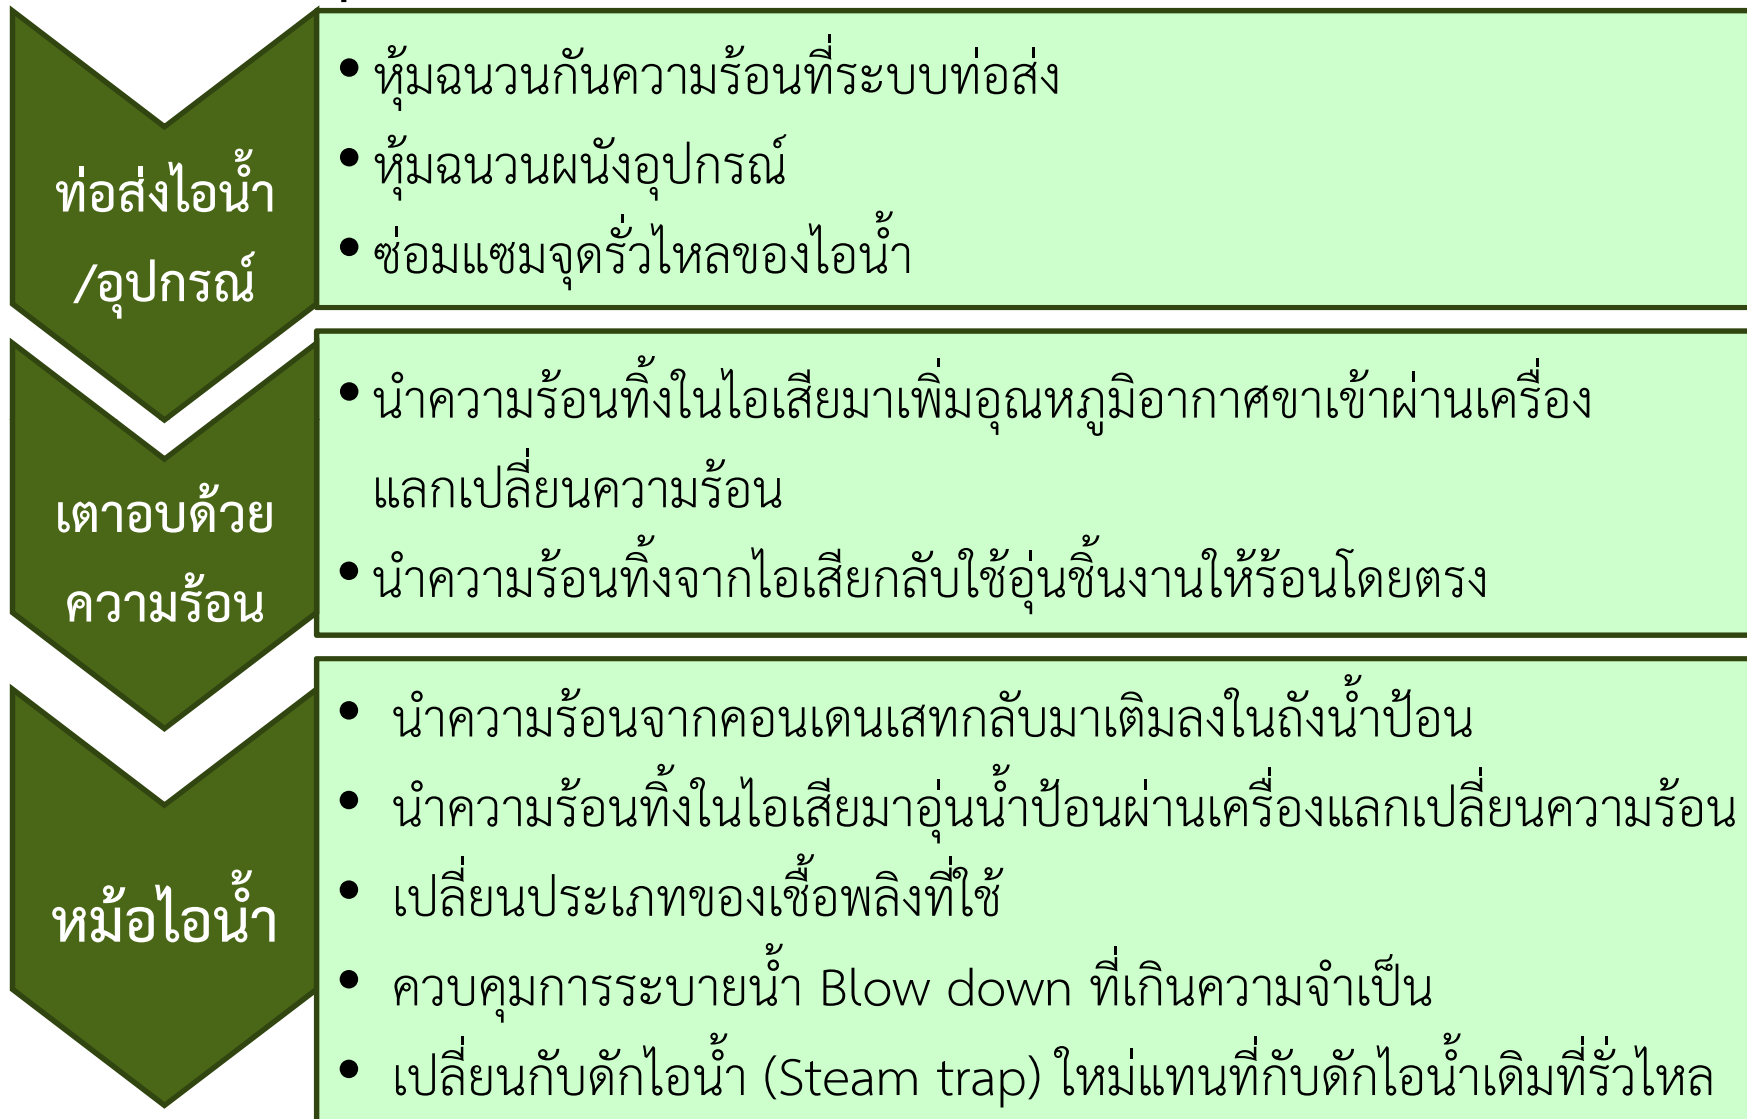 ท่อส่งไอน้ำ
/อุปกรณ์
• หุ้มฉนวนกันความร้อนที่ระบบท่อส่ง
• หุ้มฉนวนผนังอุปกรณ์
• ซ่อมแซมจุดรั่วไหลของไอน้ำ
เตาอบด้วย
ความร้อน
• นำความร้อนทิ้งในไอเสียมาเพิ่มอุณหภูมิอากาศขาเข้าผ่านเครื่อง
แลกเปลี่ยนความร้อน
• นำความร้อนทิ้งจากไอเสียกลับใช้อุ่นชิ้นงานให้ร้อนโดยตรง
หม้อไอน้ำ
• นำความร้อนจากคอนเดนเสทกลับมาเติมลงในถังน้ำป้อน
• นำความร้อนทิ้งในไอเสียมาอุ่นน้ำป้อนผ่านเครื่องแลกเปลี่ยนความร้อน
• เปลี่ยนประเภทของเชื้อพลิงที่ใช้
• ควบคุมการระบายน้ำ Blow down ที่เกินความจำเป็น
• เปลี่ยนกับดักไอน้ำ (Steam trap) ใหม่แทนที่กับดักไอน้ำเดิมที่รั่วไหล